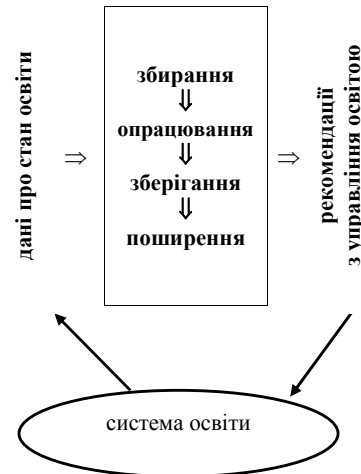 дані про стан освіти
⇒
збирання
⇓
опрацювання
⇓
зберігання
⇓
поширення
⇒
рекомендації
з управління освітою
система освіти